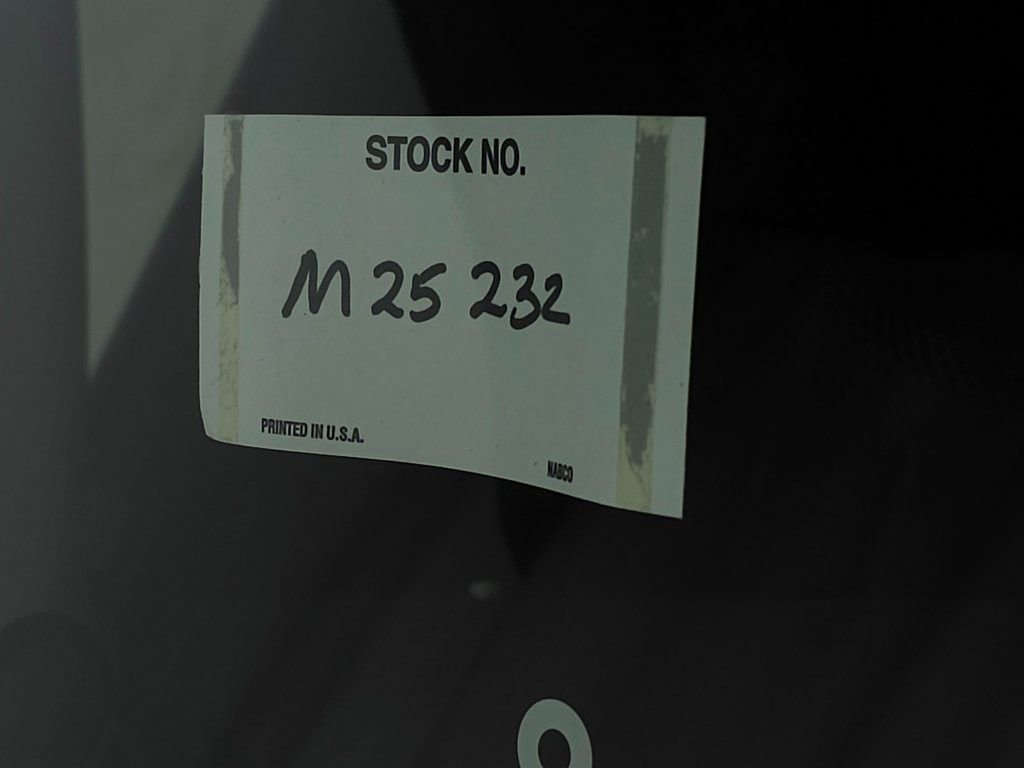 STOCK NO.
M 25 232
PRINTED IN U.S.A.
NABCO